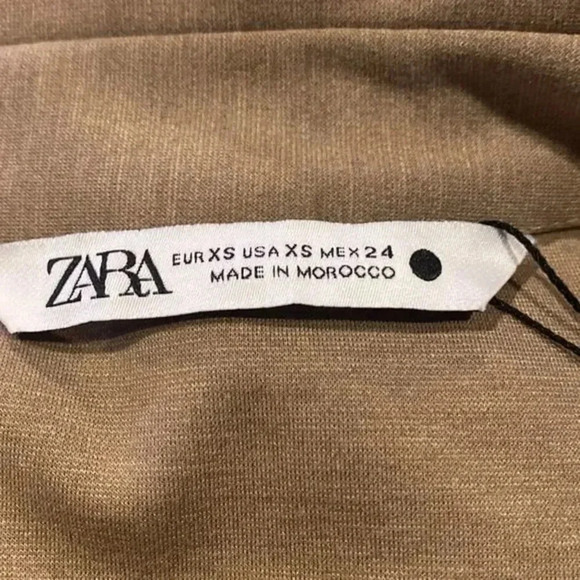 ZARA
EUR XS USA XS MEX 24
MADE IN MOROCCO